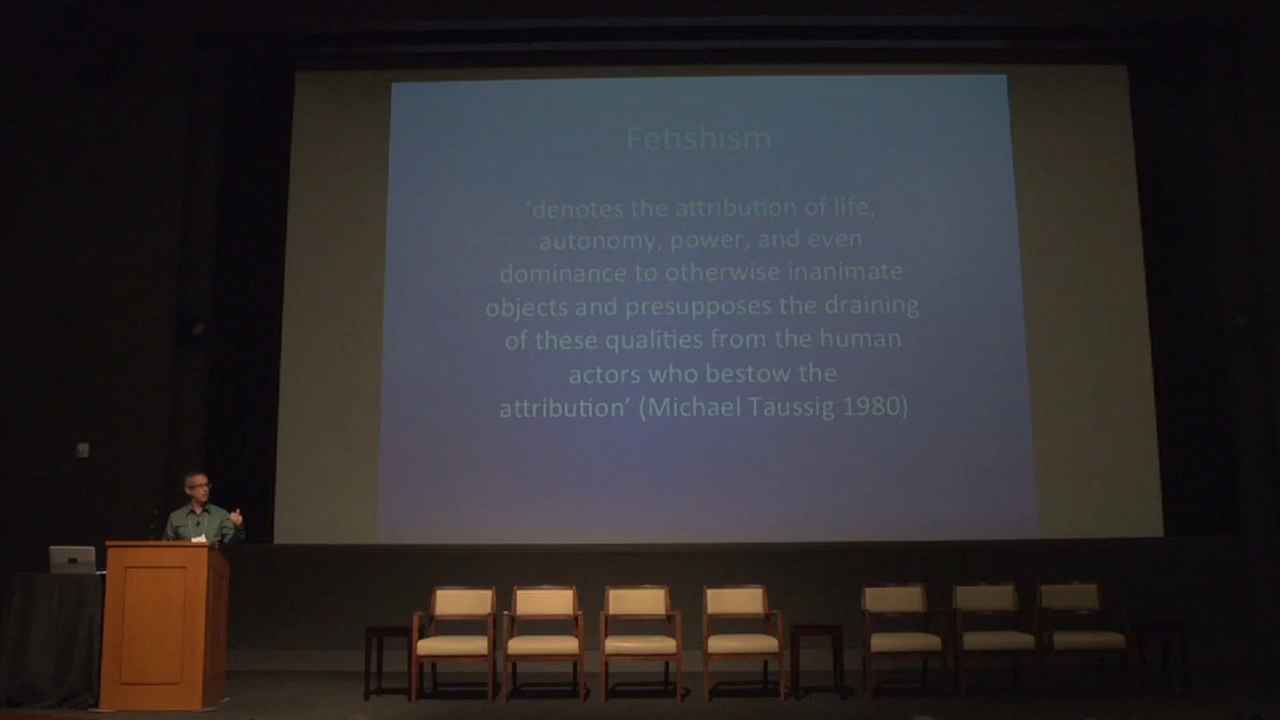 Fetishism
‘denotes the attribution of life,
autonomy, power, and even
dominance to otherwise inanimate
objects and presupposes the draining
of these qualities from the human
actors who bestow the
attribution’ (Michael Taussig 1980)